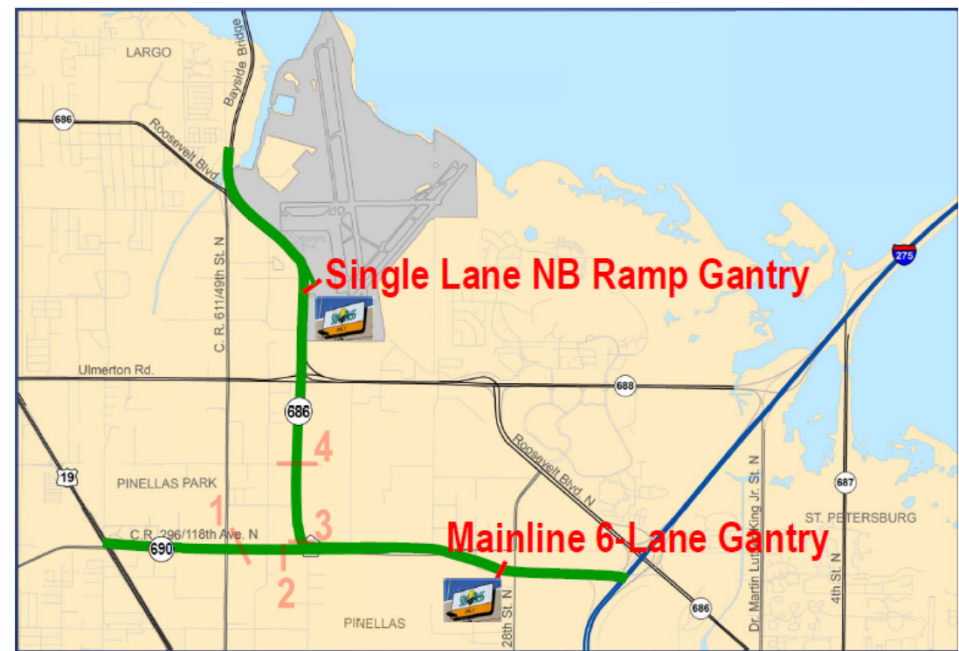 LARGO
Bayside Bridge
686
Roosevelt Blvd.
275
Single Lane NB Ramp Gantry
C. R. 611/49th St. N
Ulmerton Rd.
688
686
Roosevelt Blvd. N
4
19
PINELLAS PARK
687
1
3
ST. PETERSBURG
C.R. 296/118th Ave. N
690
Mainline 6-Lane Gantry
2
28th St. N
Dr. Martin Luther King Jr. St. N
4th St. N
686
PINELLAS